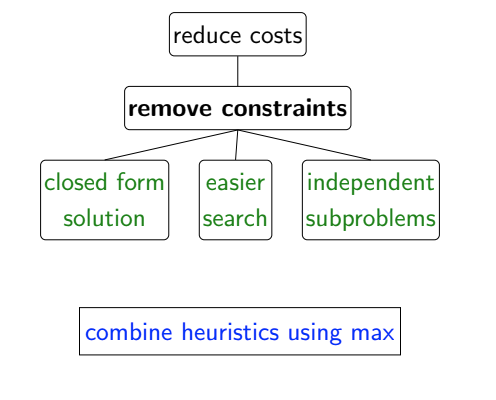 reduce costs
remove constraints
closed form
solution
easier
search
independent
subproblems
combine heuristics using max